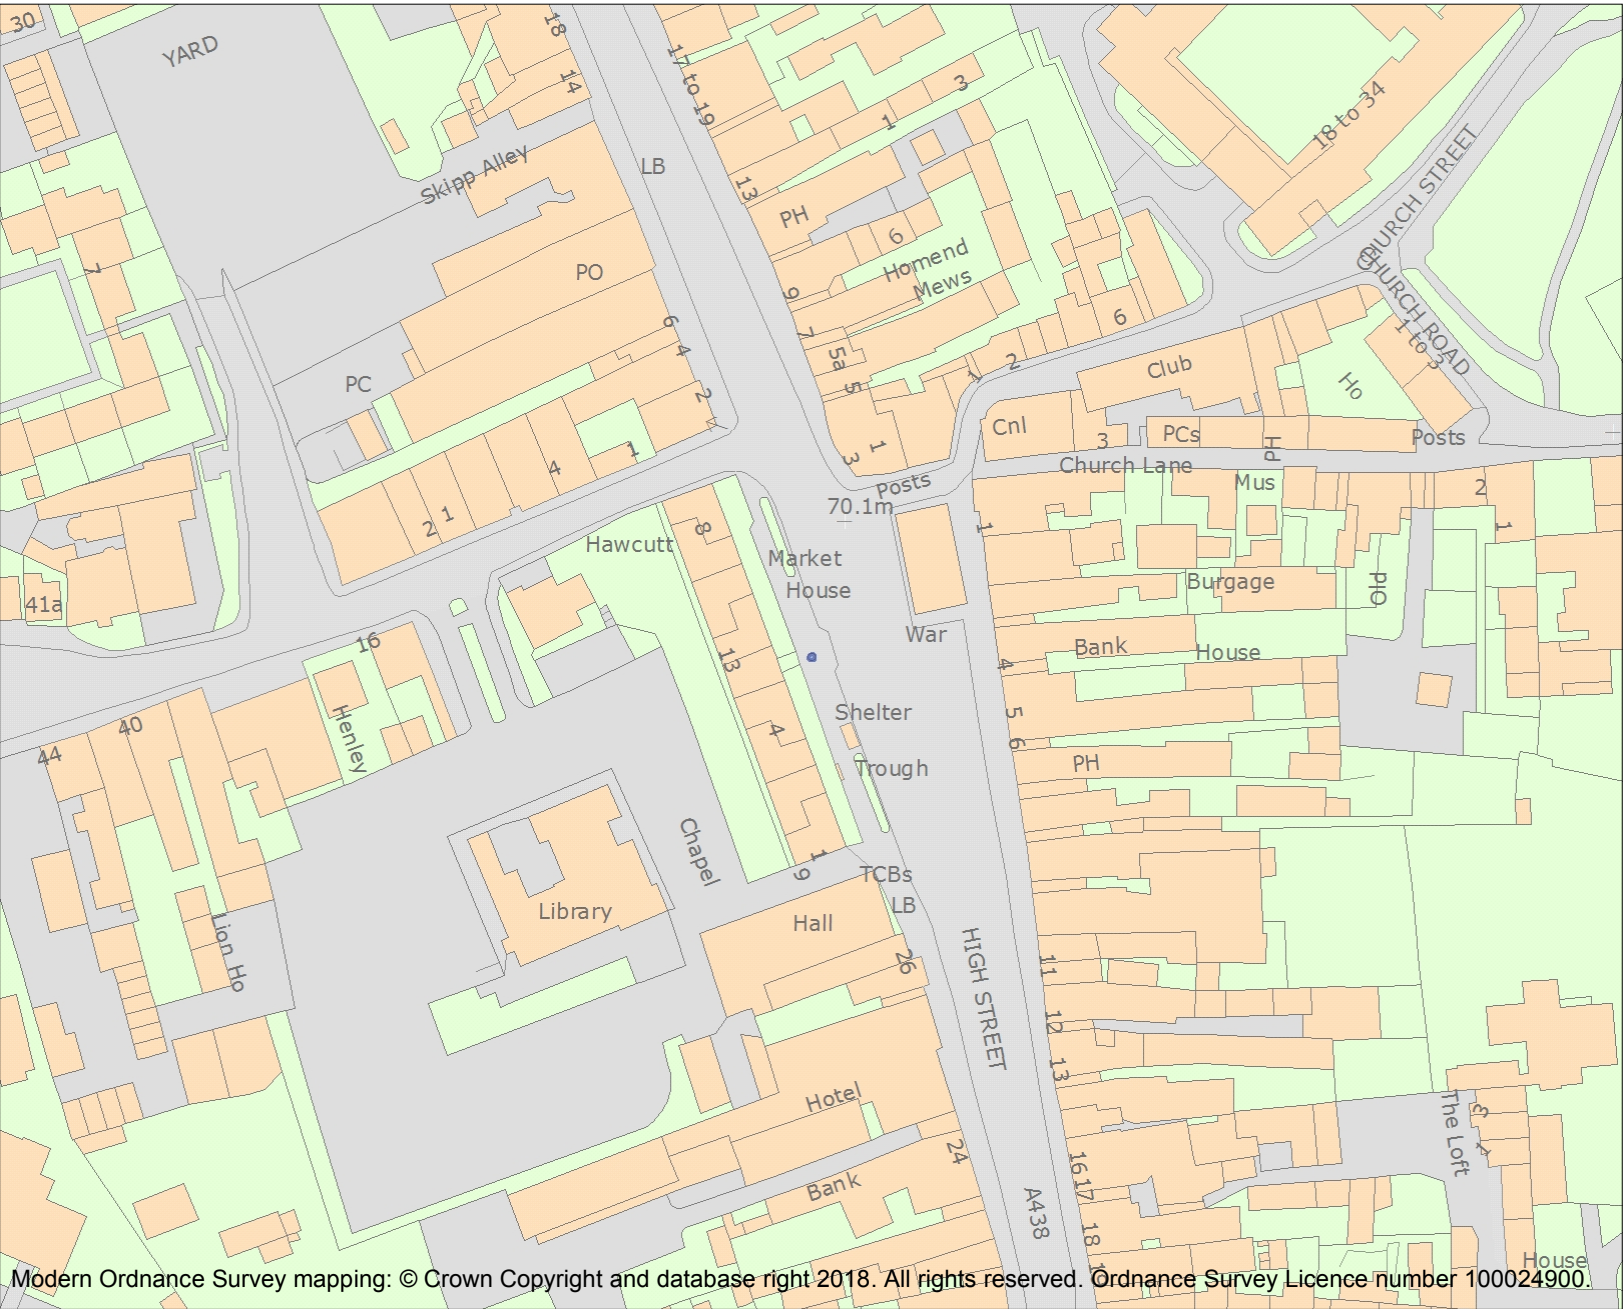 30
YARD
18
14
17 to 19
3
1
18 to 34
CHURCH STREET
Skipp Alley
LB
13
PH
6
Homend
Mews
7
PO
9
7
6
4
5a
5
6
2
1
CHURCH ROAD
1 to 3
Club
Ho
PC
2
1
3
Cnl
3
PCs
PH
Posts
4
1
Church Lane
Posts
Mus
2
70.1m
2
1
1
1
8
Hawcutt
Market
House
Burgage
PIO
41a
War
16
13
4
Bank
House
Shelter
5
40
44
Henley
4
6
Trough
PH
Chapel
1
9
TCBs
LB
Library
Hall
Lion Ho
26
HIGH STREET
11
12
13
Hotel
The Loft
3
1
24
Bank
16
17
A438
18
House
Modern Ordnance Survey mapping: © Crown Copyright and database right 2018. All rights reserved. Ordnance Survey Licence number 100024900.